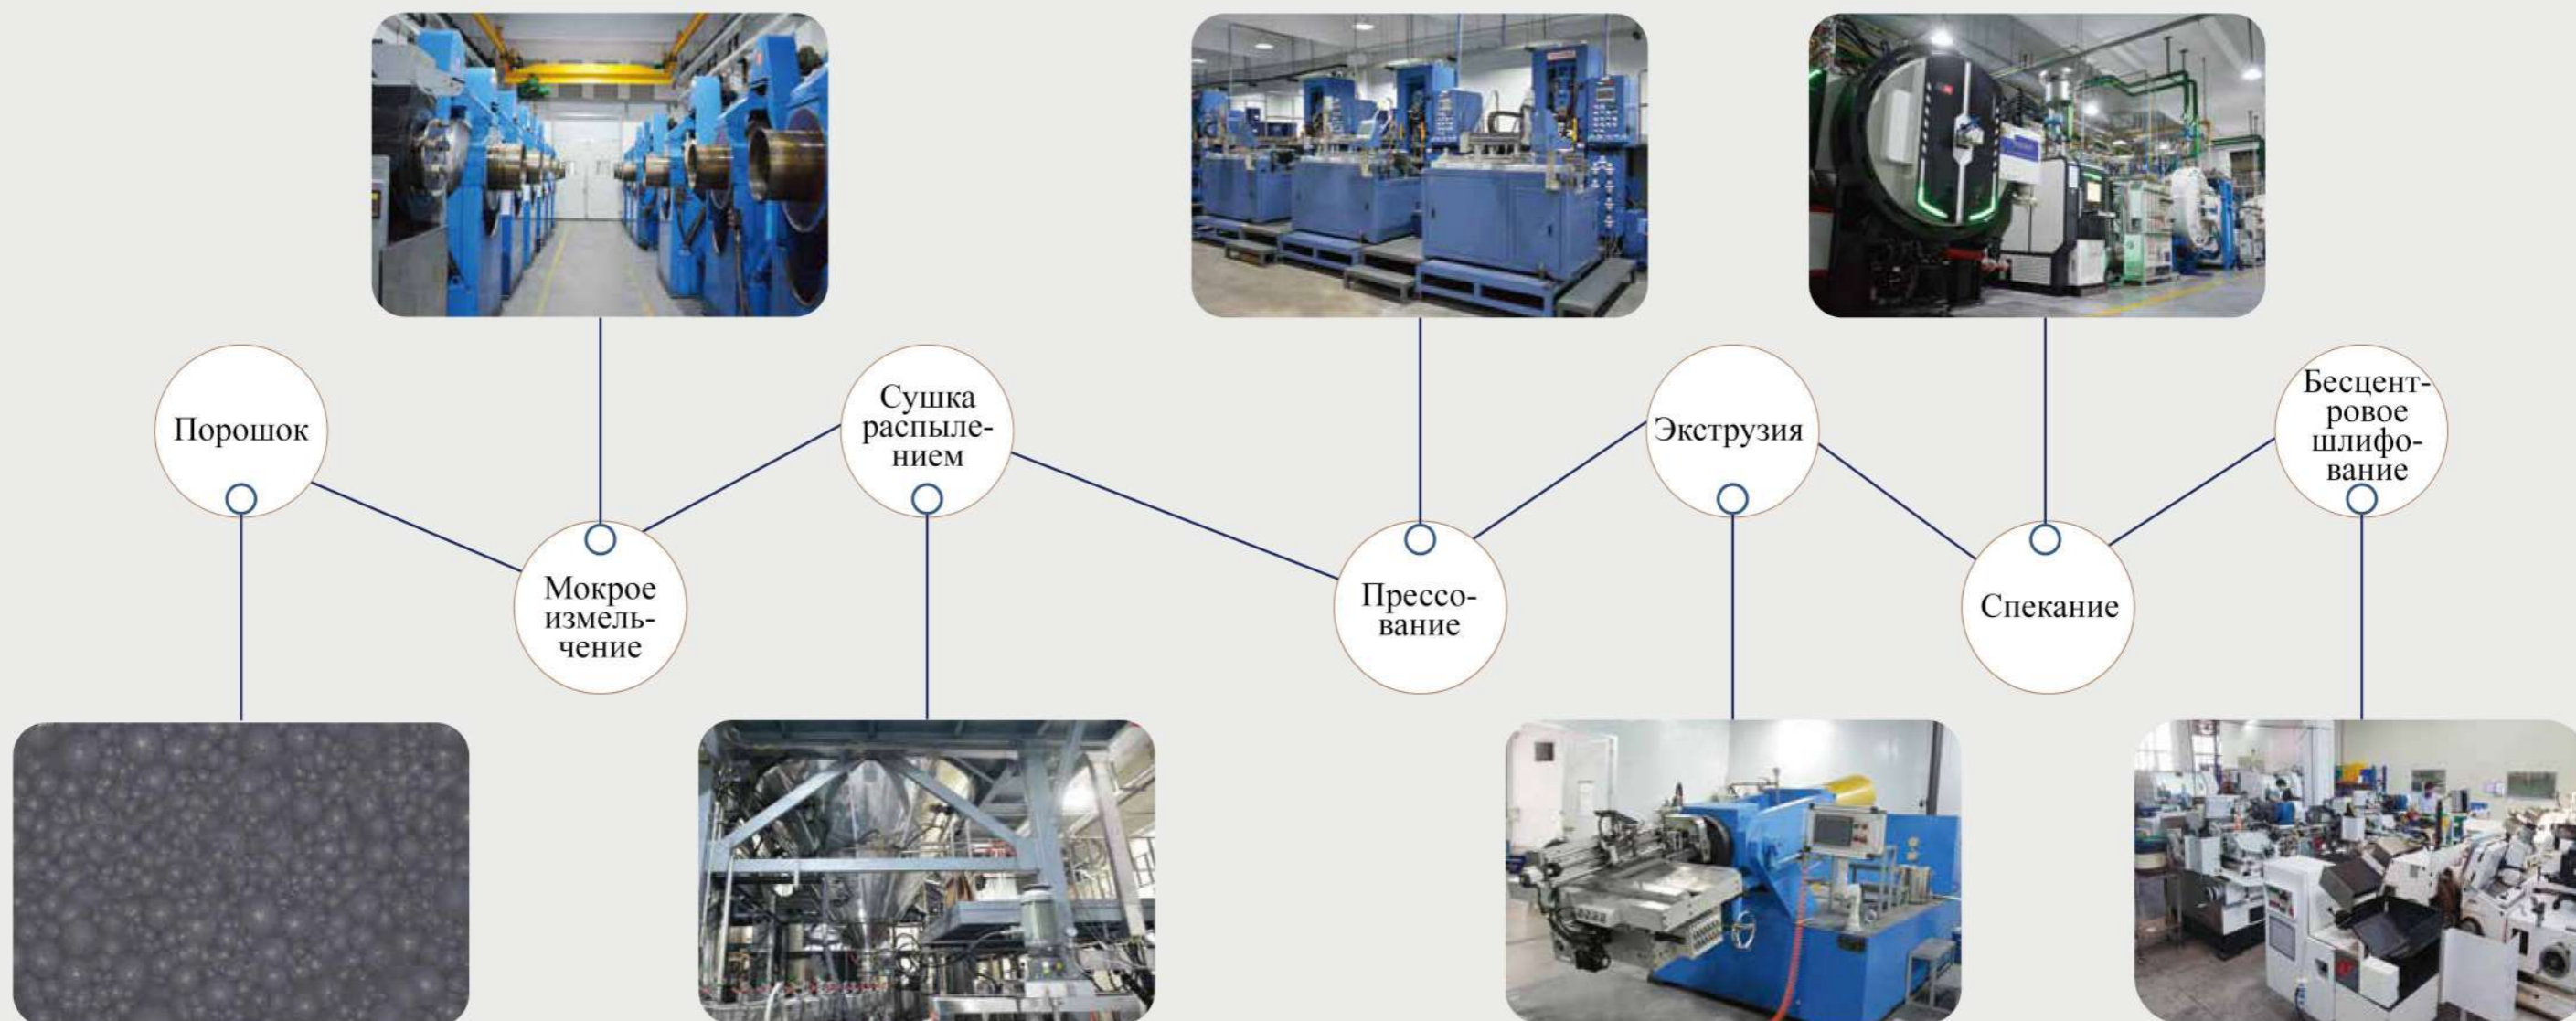 Порошок
Мокрое
измель-
чение
Сушка
распыле-
нием
Прессо-
вание
Экструзия
Спекание
Бесцент-
ровое
шлифо-
вание